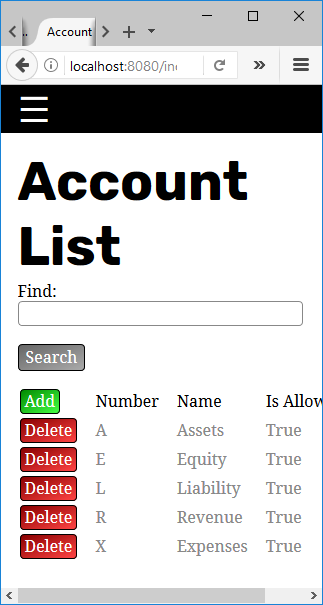 Account
localhost:8080/in
Account
List
Find:
Search
Add Number Name Is Allow
Delete A Assets True
Delete E Equity True
Delete L Liability True
Delete R Revenue True
Delete X Expenses True